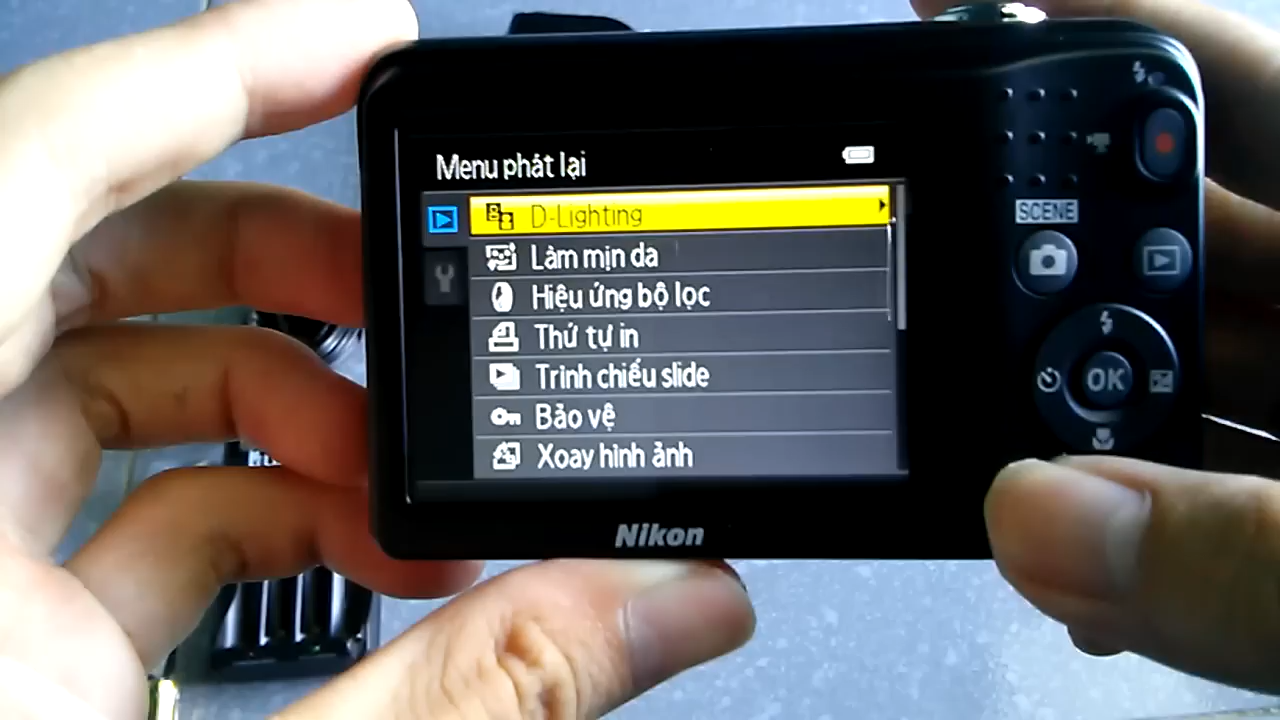 Menu phát lại
D-Lighting
Làm mịn da
Hiệu ứng bộ lọc
Thứ tự in
Trình chiếu slide
Bảo vệ
Xoay hình ảnh
SCENE
OK
Nikon